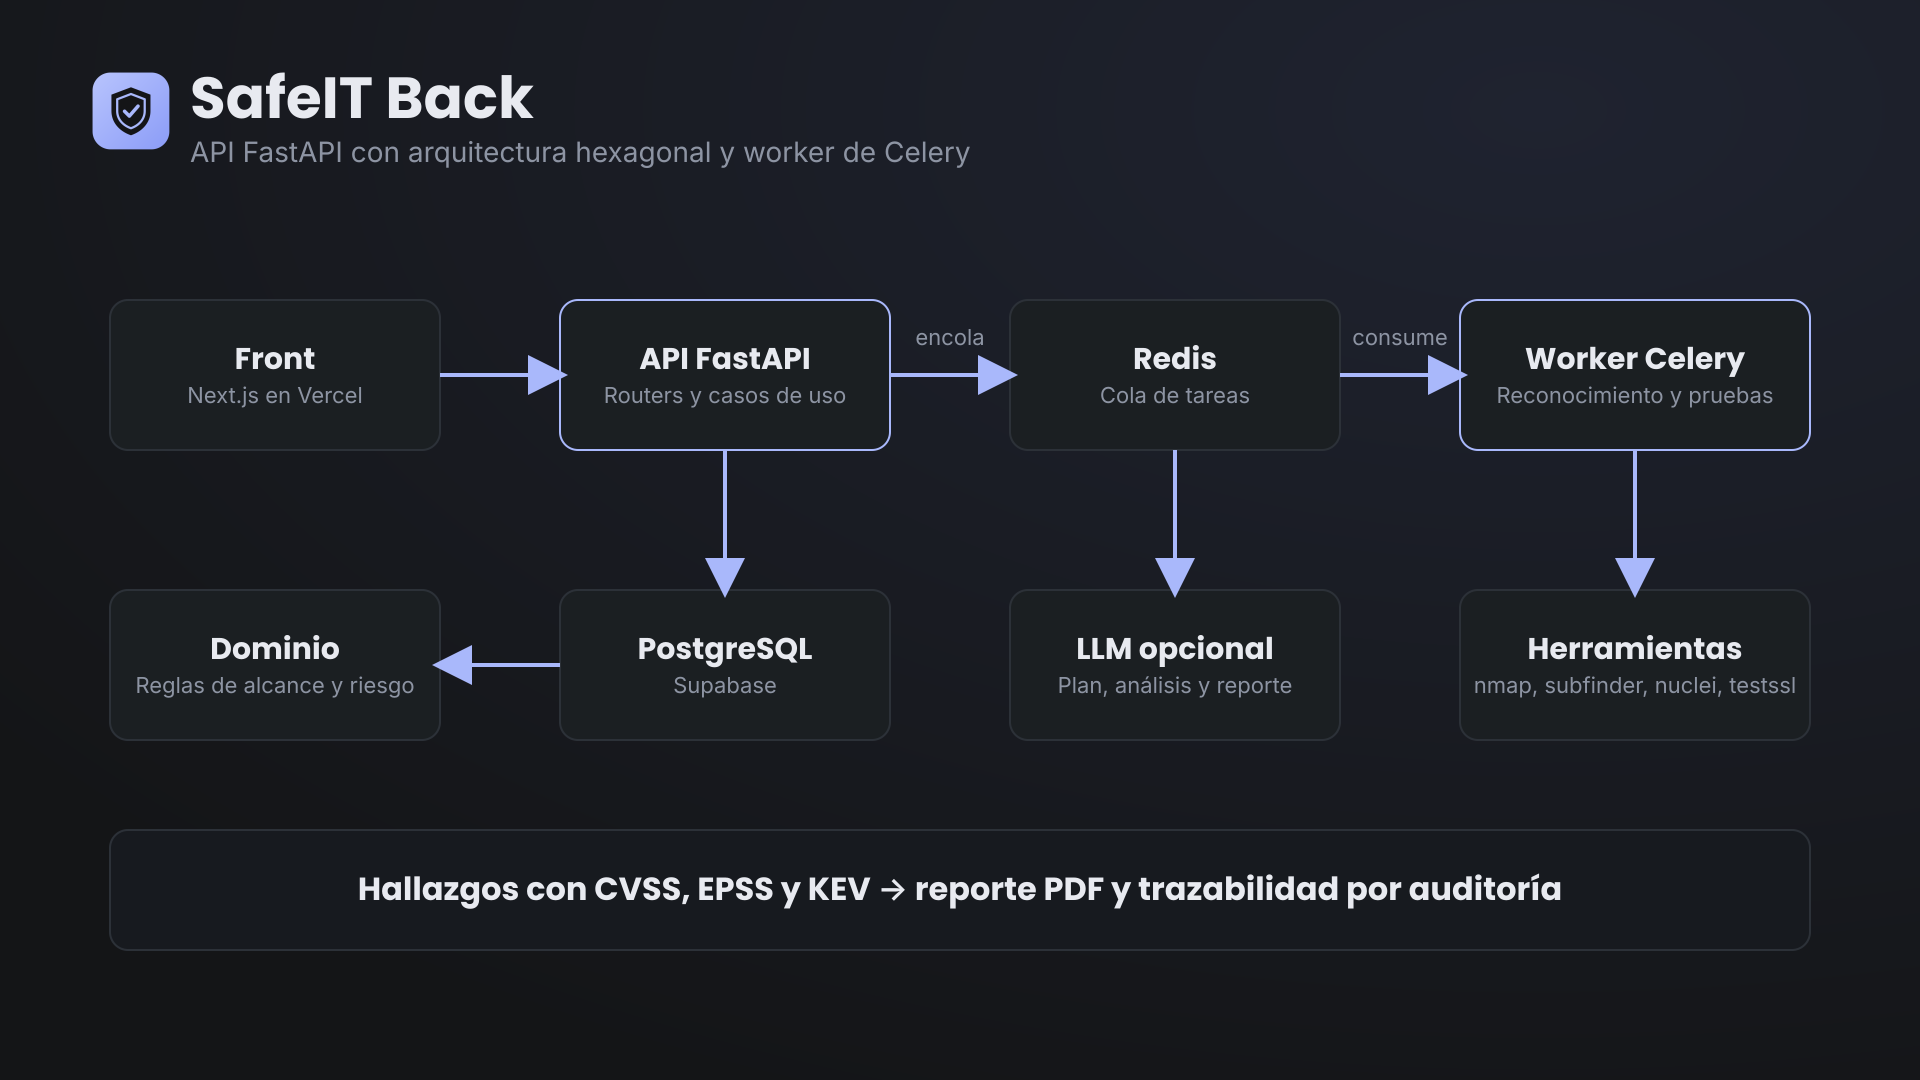 SafeIT Back
API FastAPI con arquitectura hexagonal y worker de Celery
Front
Next.js en Vercel
API FastAPI
Routers y casos de uso
encola
Redis
Cola de tareas
consume
Worker Celery
Reconocimiento y pruebas
Dominio
Reglas de alcance y riesgo
PostgreSQL
Supabase
LLM opcional
Plan, análisis y reporte
Herramientas
nmap, subfinder, nuclei, testssl
Hallazgos con CVSS, EPSS y KEV → reporte PDF y trazabilidad por auditoría